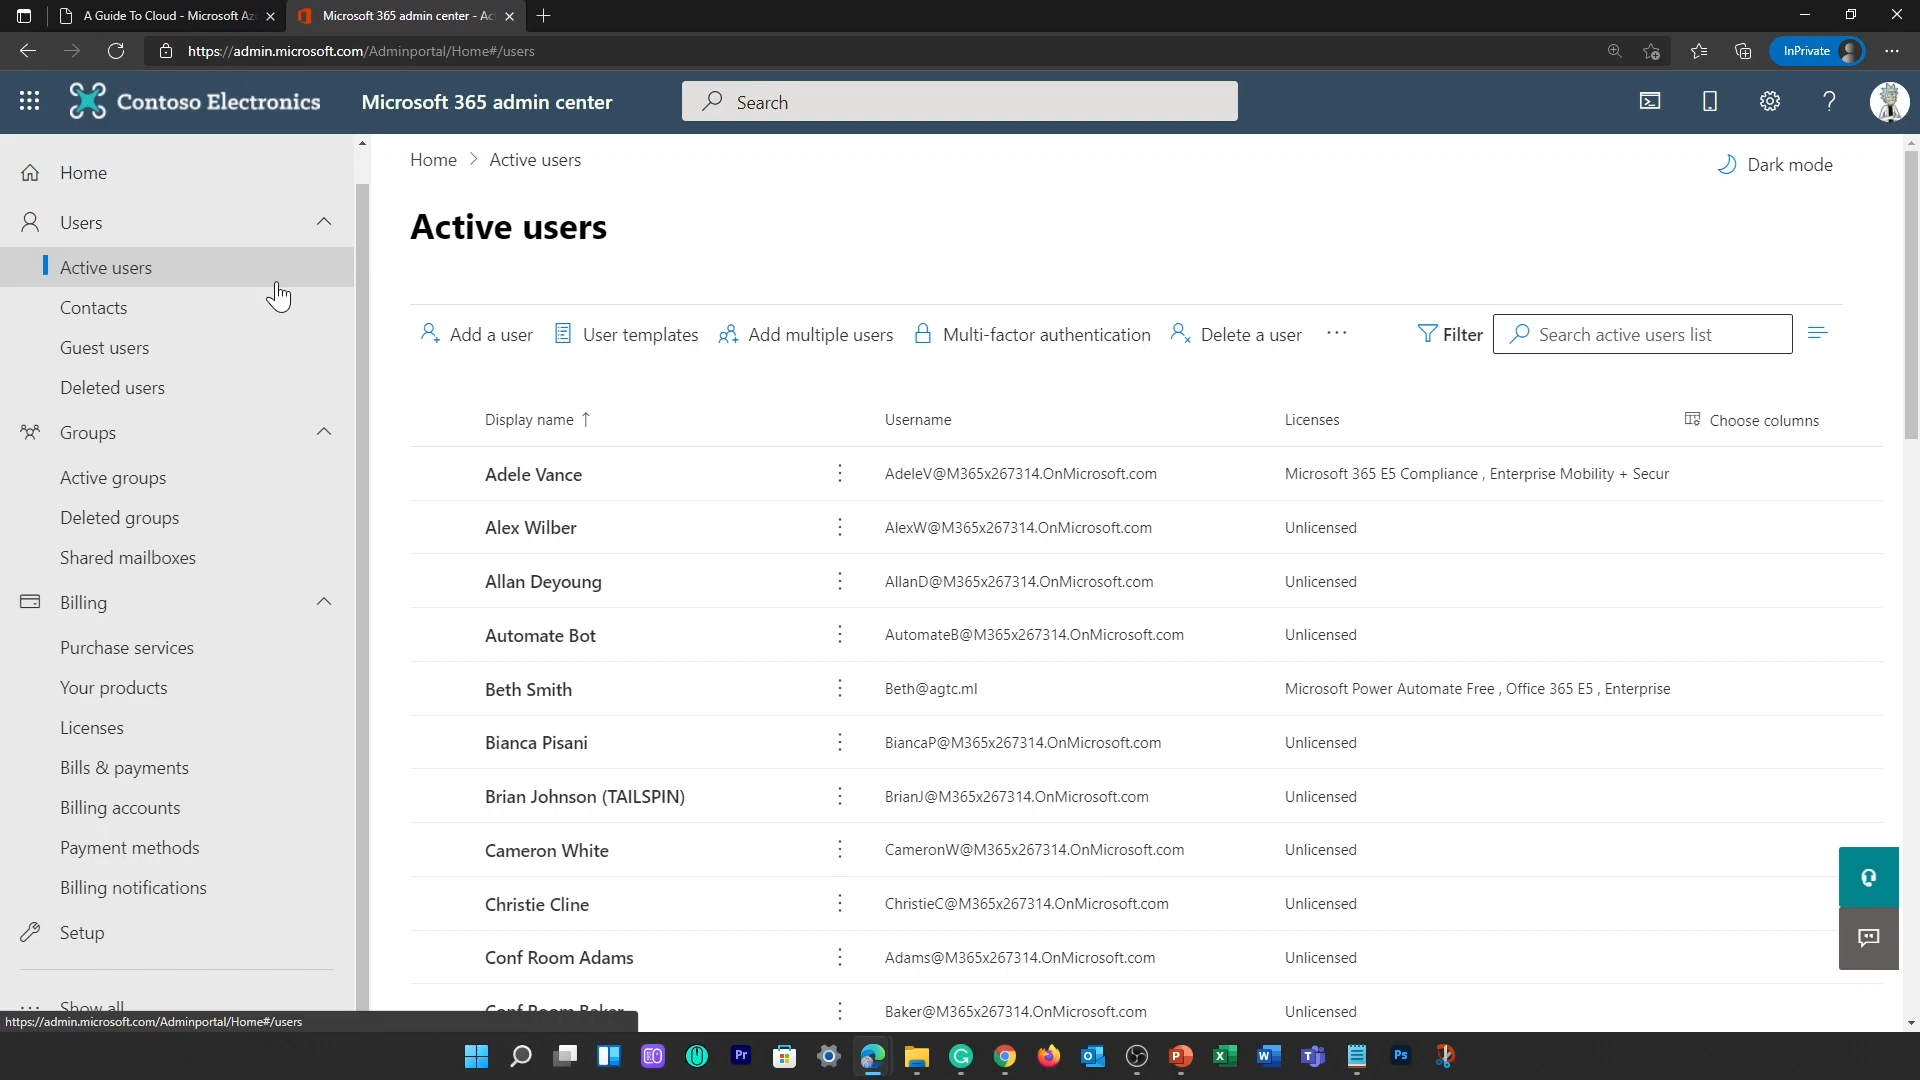 A Guide To Cloud - Microsoft Az
Microsoft 365 admin center - Ac
https://admin.microsoft.com/Adminportal/Home#/users
InPrivate
Contoso Electronics
Microsoft 365 admin center
Search
Home
Users
Active users
Contacts
Guest users
Deleted users
Groups
Active groups
Deleted groups
Shared mailboxes
Billing
Purchase services
Your products
Licenses
Bills & payments
Billing accounts
Payment methods
Billing notifications
Setup
Show all
https://admin.microsoft.com/Adminportal/Home#/users
Home > Active users
Dark mode
Active users
Add a user User templates Add multiple users Multi-factor authentication Delete a user ... Filter Search active users list
Display name ↑ Username Licenses Choose columns
Adele Vance AdeleV@M365x267314.OnMicrosoft.com Microsoft 365 E5 Compliance , Enterprise Mobility + Secur
Alex Wilber AlexW@M365x267314.OnMicrosoft.com Unlicensed
Allan Deyoung AllanD@M365x267314.OnMicrosoft.com Unlicensed
Automate Bot AutomateB@M365x267314.OnMicrosoft.com Unlicensed
Beth Smith Beth@agtc.ml Microsoft Power Automate Free , Office 365 E5 , Enterprise
Bianca Pisani BiancaP@M365x267314.OnMicrosoft.com Unlicensed
Brian Johnson (TAILSPIN) BrianJ@M365x267314.OnMicrosoft.com Unlicensed
Cameron White CameronW@M365x267314.OnMicrosoft.com Unlicensed
Christie Cline ChristieC@M365x267314.OnMicrosoft.com Unlicensed
Conf Room Adams Adams@M365x267314.OnMicrosoft.com Unlicensed
Conf Room Baker Baker@M365x267314.OnMicrosoft.com Unlicensed
Pr
Ps